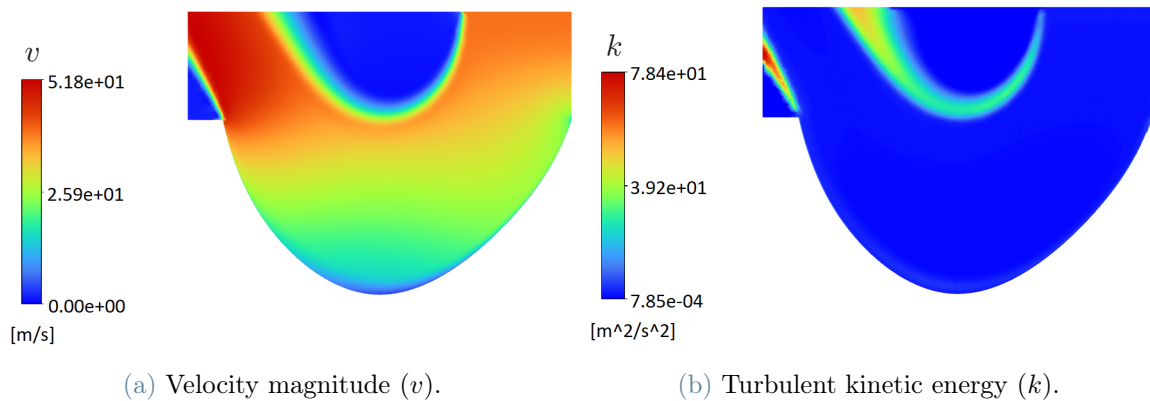 v
5.18e+01
2.59e+01
0.00e+00
[m/s]
(a) Velocity magnitude (v).
k
7.84e+01
3.92e+01
7.85e-04
[m^2/s^2]
(b) Turbulent kinetic energy (k).